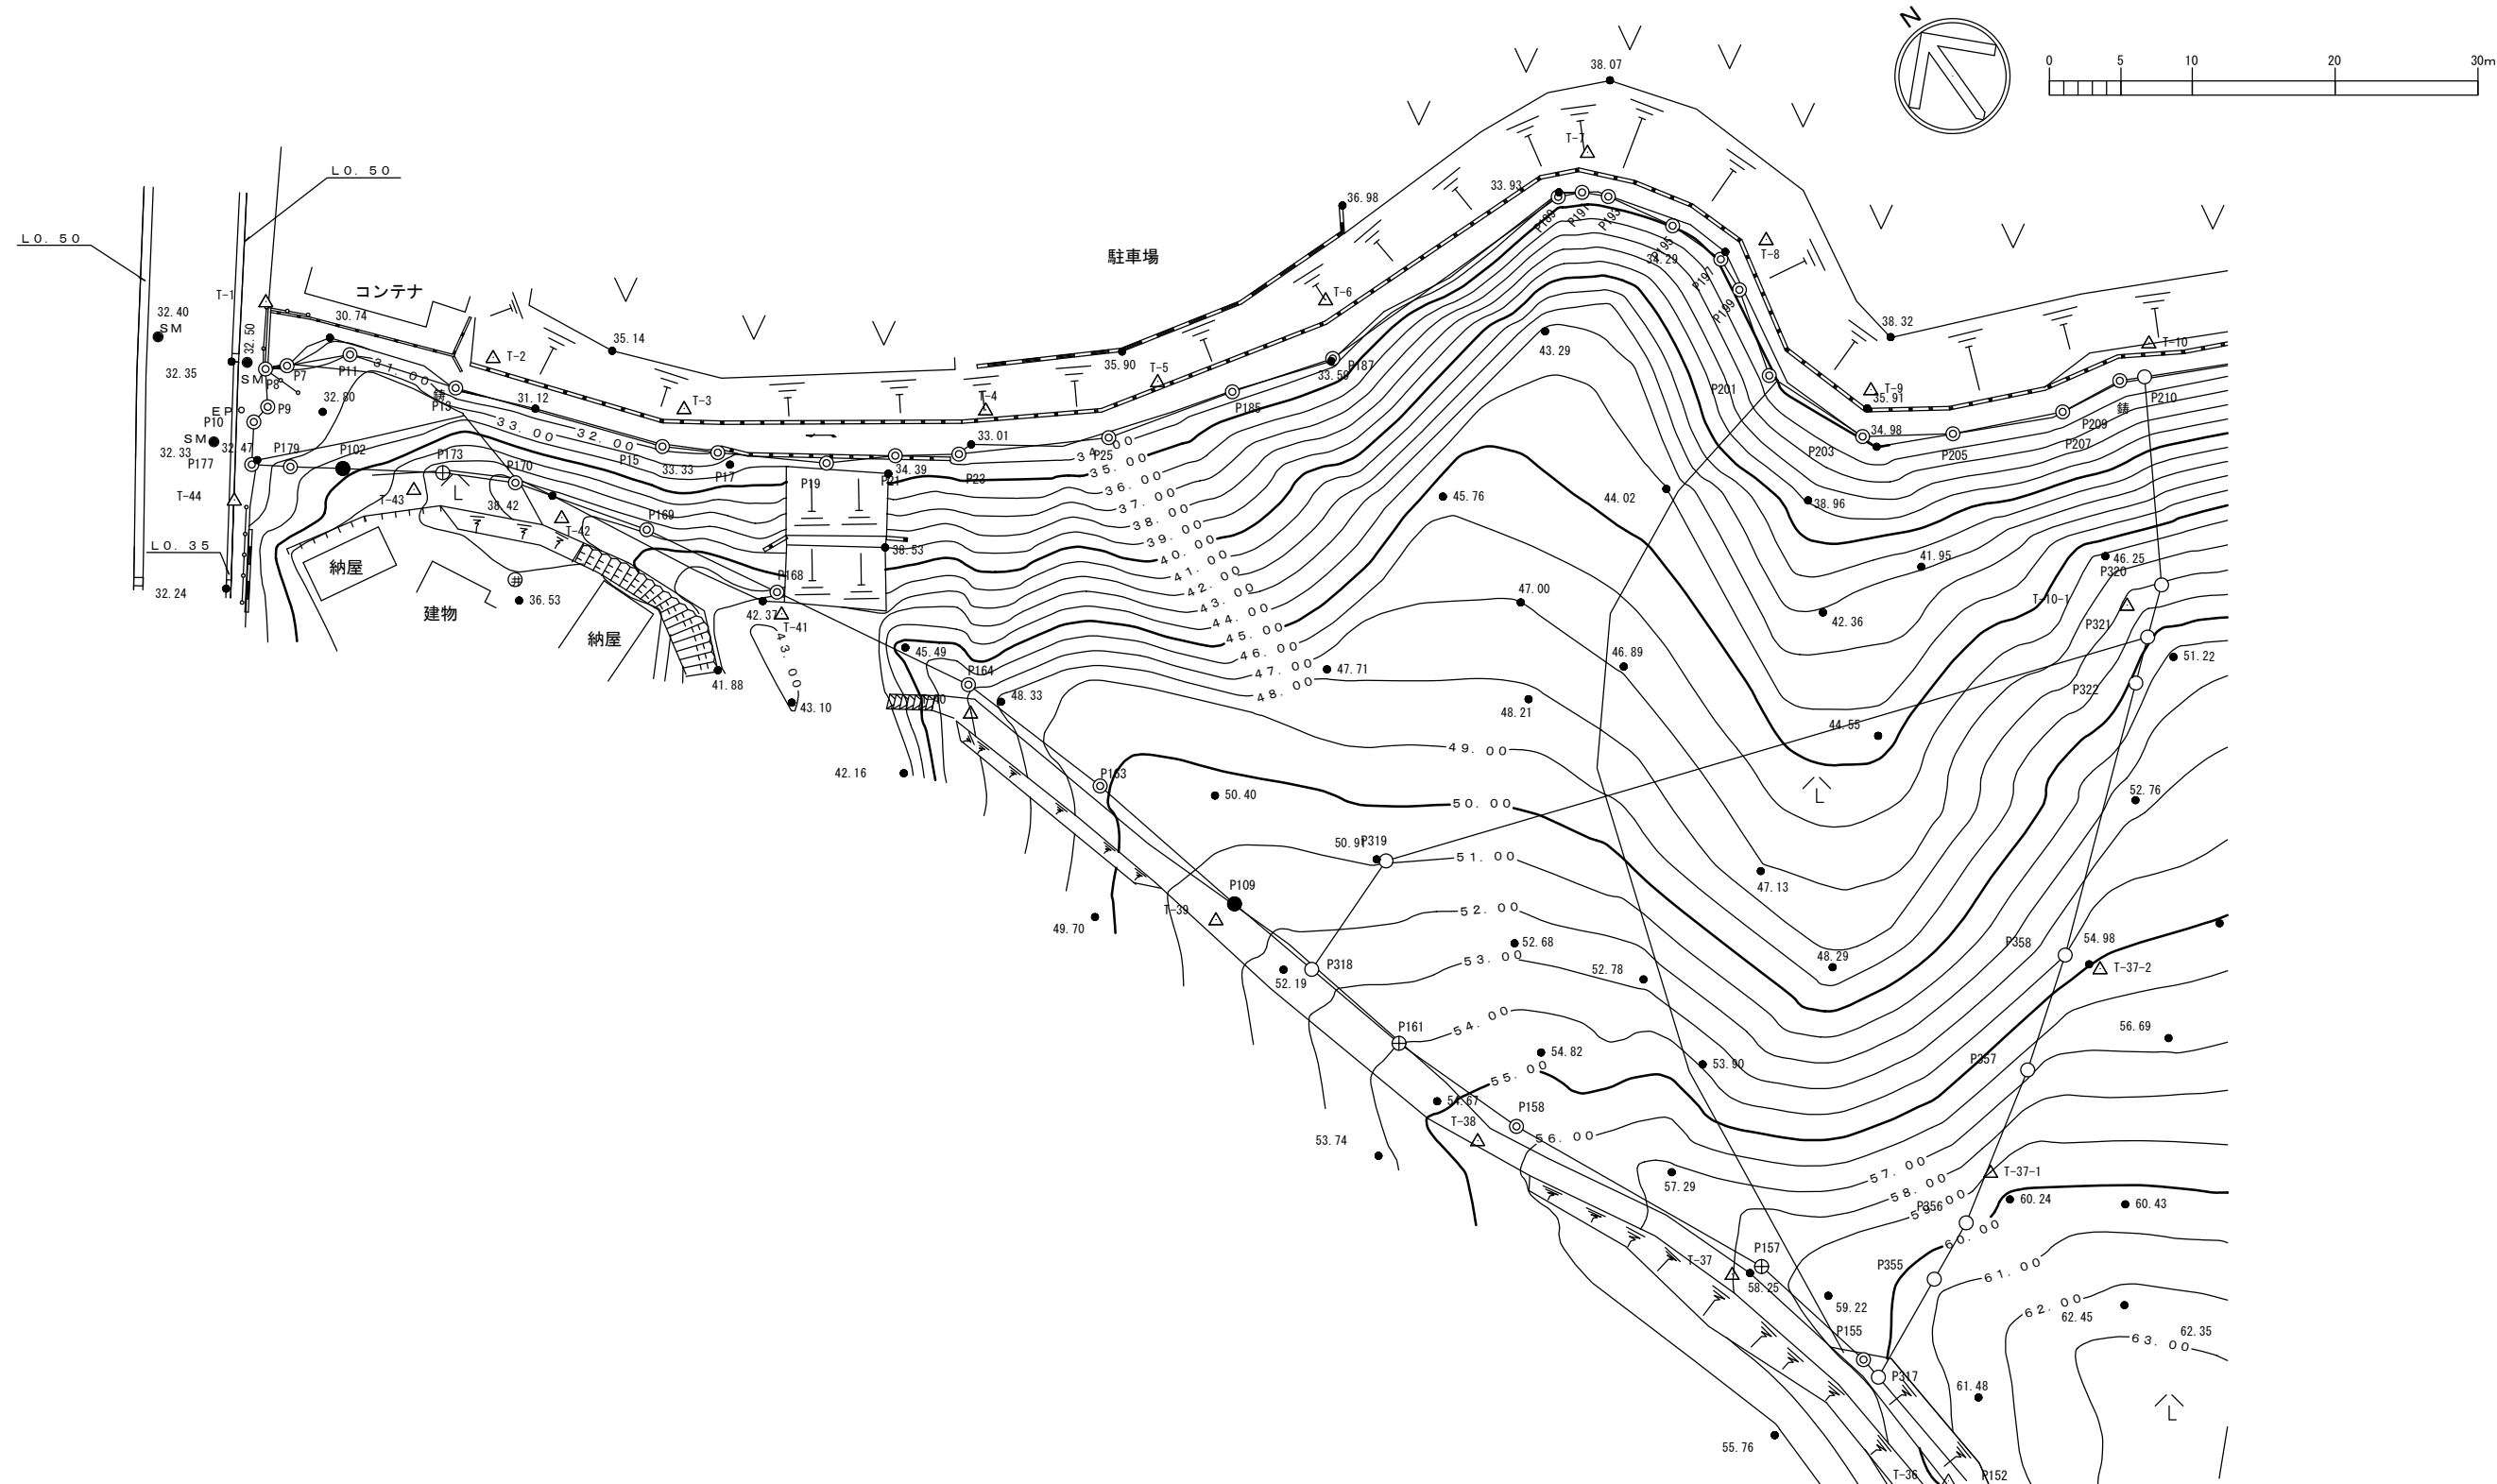 N
0 5 10 20 30m
38.07
T-7
L0.50
L0.50
33.93
36.98
P189
P191
P193
P195
34.29
T-8
P197
P199
駐車場
コンテナ
T-1
32.40
SM
30.74
32.50
T-6
38.32
35.14
T-2
35.90
T-5
33.59
P187
T-10
32.35
SM
P8
P7
P11
31.00
鋳
P13
32.80
31.12
T-3
T-4
P185
P201
T-9
35.91
鋳
P210
EP
P10
P9
SM
32.33
32.47
P177
P179
P102
P173
P170
33.00
32.00
P15
33.33
P17
P19
34.39
P21
33.01
P23
P25
34.00
35.00
36.00
37.00
38.00
39.00
40.00
41.00
42.00
43.00
44.00
45.00
46.00
47.00
48.00
34.98
P203
P205
P207
P209
43.29
45.76
44.02
38.96
T-44
T-43
L
38.42
T-42
P169
38.53
L0.35
32.24
納屋
井
36.53
建物
納屋
P168
42.37
T-41
43.00
41.88
43.10
45.49
P164
T-40
48.33
42.16
47.71
47.00
46.89
48.21
42.36
41.95
46.25
P320
T-10-1
P321
P322
51.22
44.55
L
49.00
P163
50.40
50.00
52.76
50.91
P319
51.00
47.13
P109
T-39
49.70
52.00
52.68
53.00
52.78
48.29
P318
52.19
P358
54.98
T-37-2
P161
54.00
54.82
53.90
55.00
54.67
56.69
P357
T-38
P158
56.00
53.74
57.29
57.00
58.00
59.00
T-37-1
P356
60.24
60.43
60.00
P157
T-37
58.25
59.22
P355
61.00
62.00
62.45
63.00
62.35
P155
P317
61.48
L
55.76
T-36
P152